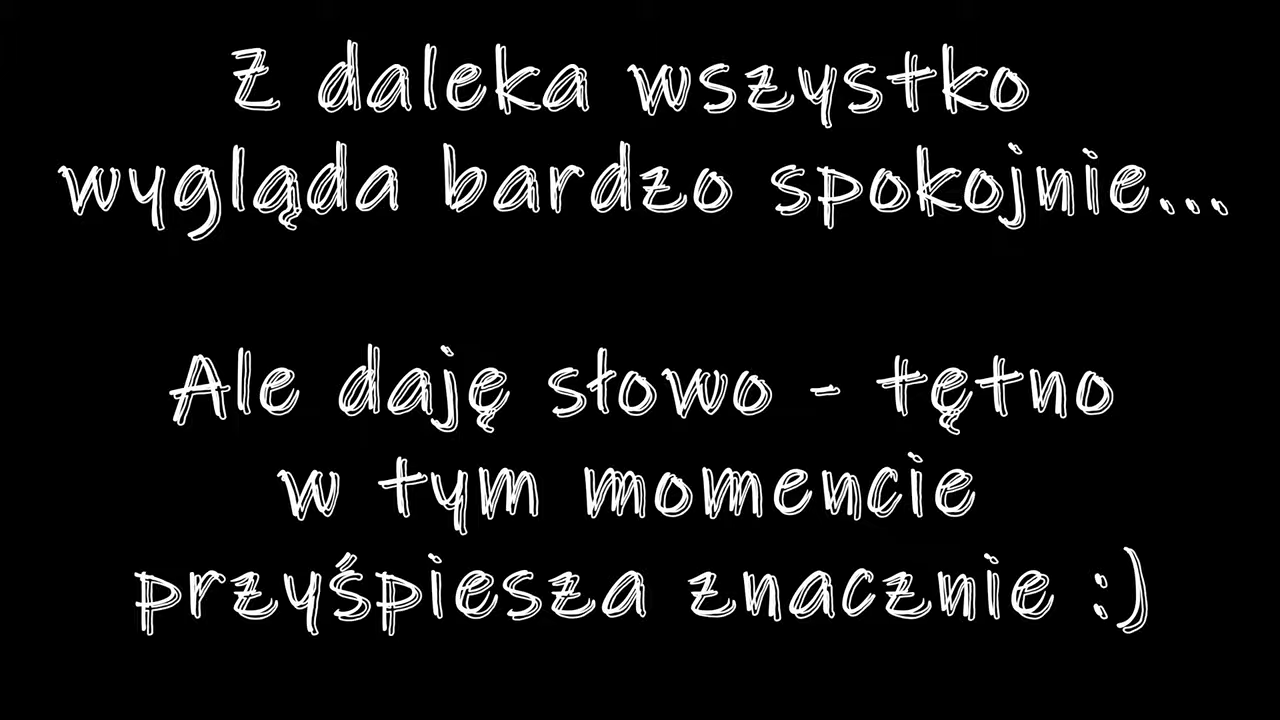 Z daleka wszystko
wygląda bardzo spokojnie...
Ale daję słowo - tętno
w tym momencie
przyśpiesza znacznie :)